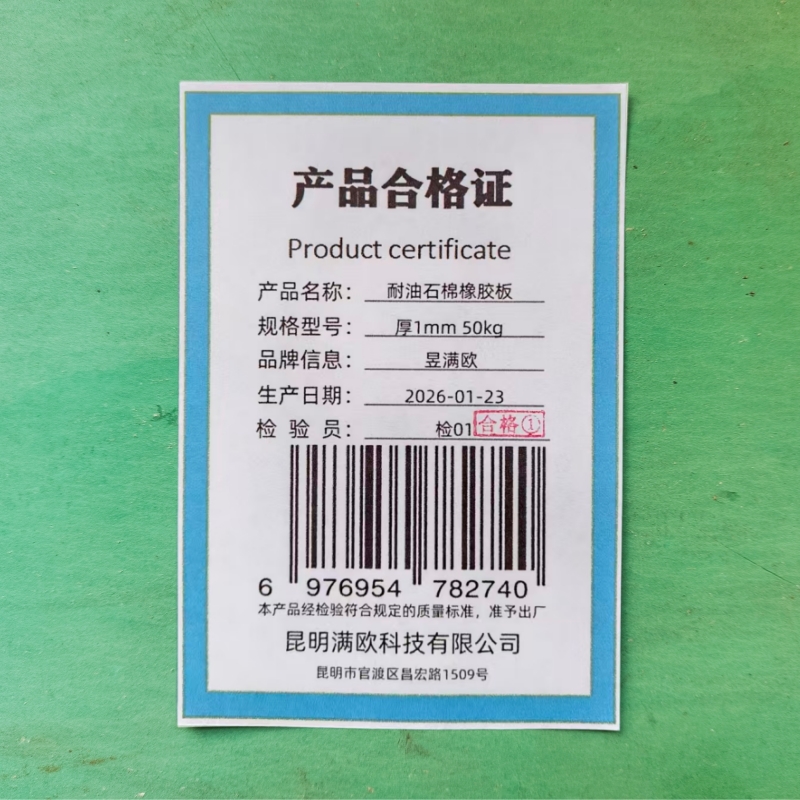 产品合格证
Product certificate
产品名称： 耐油石棉橡胶板
规格型号： 厚1mm 50kg
品牌信息： 昱满欧
生产日期： 2026-01-23
检 验 员： 检01 合格①
6 976954 782740
本产品经检验符合规定的质量标准，准予出厂
昆明满欧科技有限公司
昆明市官渡区昌宏路1509号